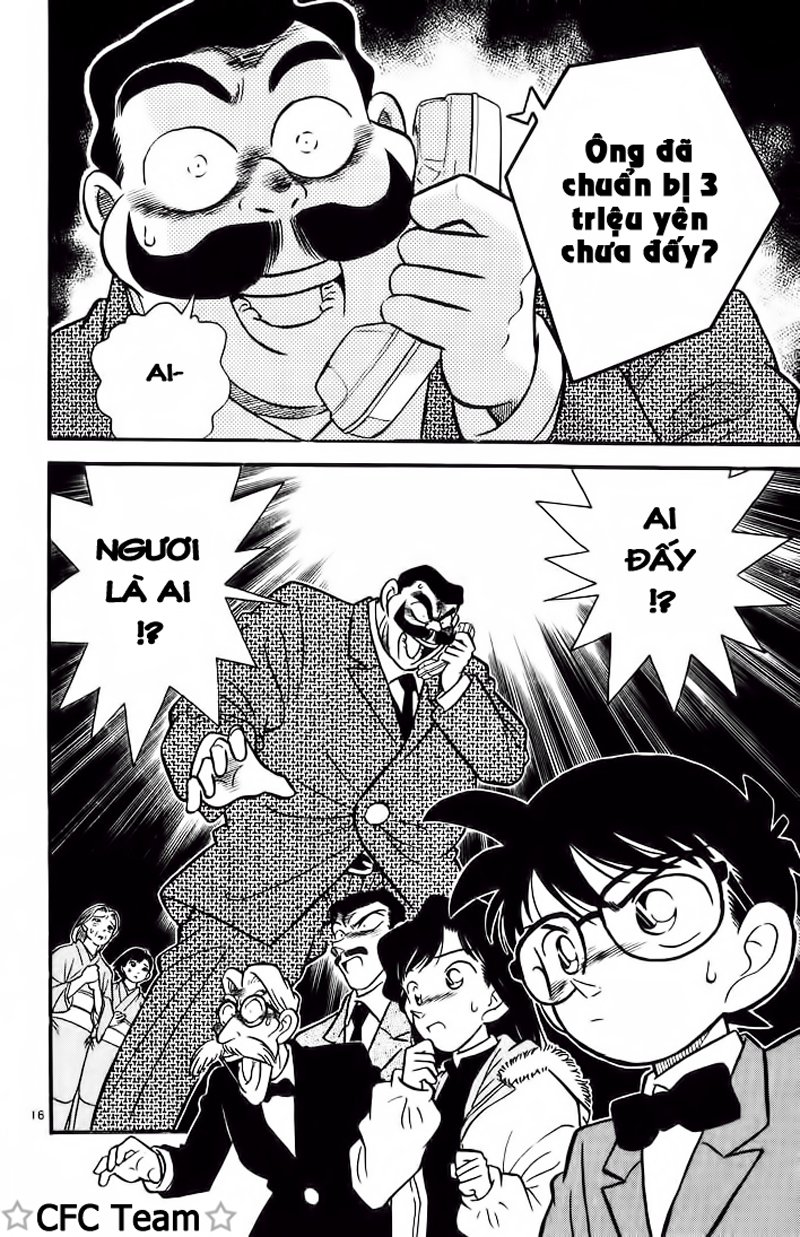 Ông đã
chuẩn bị 3
triệu yên
chưa đấy?
AI-
AI
ĐẤY
!?
NGƯƠI
LÀ AI
!?
16
☆CFC Team☆